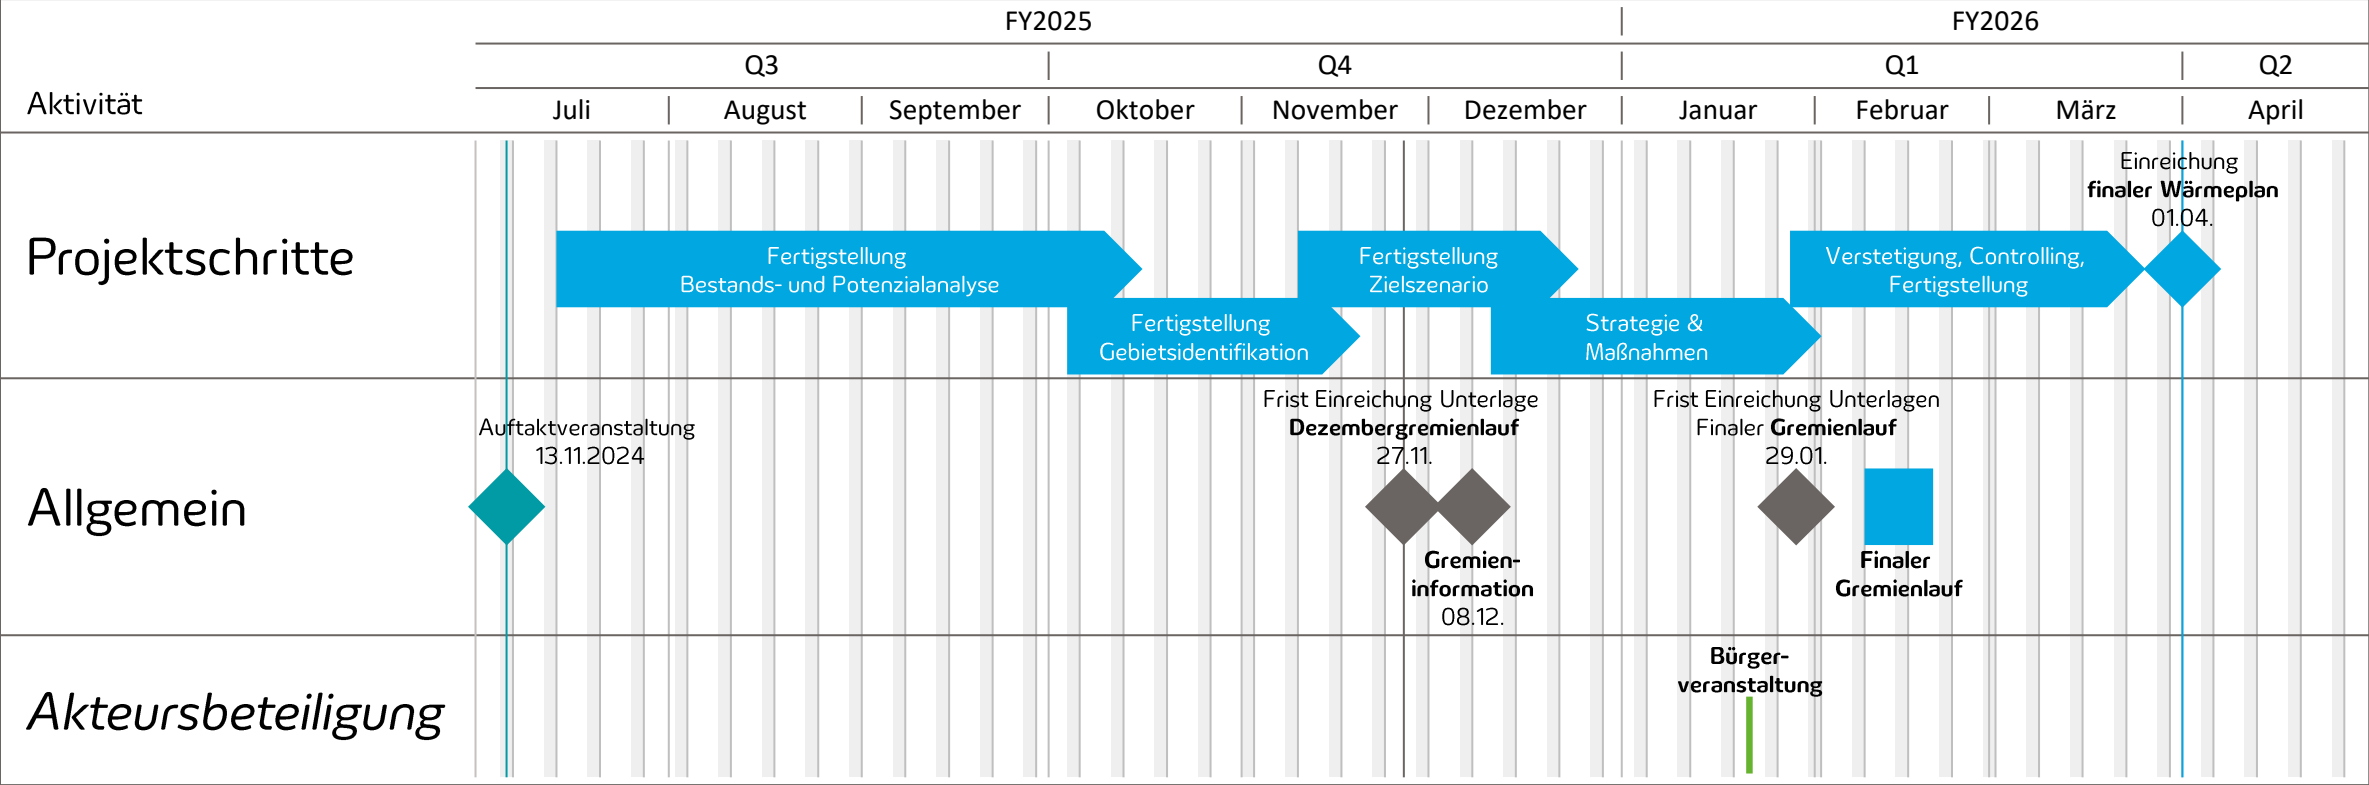 FY2025
FY2026
Q3
Q4
Q1
Q2
Aktivität
Juli
August
September
Oktober
November
Dezember
Januar
Februar
März
April
Projektschritte
Einreichung
finaler Wärmeplan
01.04.
Fertigstellung
Bestands- und Potenzialanalyse
Fertigstellung
Zielszenario
Verstetigung, Controlling,
Fertigstellung
Fertigstellung
Gebietsidentifikation
Strategie &
Maßnahmen
Allgemein
Auftaktveranstaltung
13.11.2024
Frist Einreichung Unterlage
Dezembergremienlauf
27.11.
Gremien-
information
08.12.
Frist Einreichung Unterlagen
Finaler Gremienlauf
29.01.
Finaler
Gremienlauf
Akteursbeteiligung
Bürger-
veranstaltung